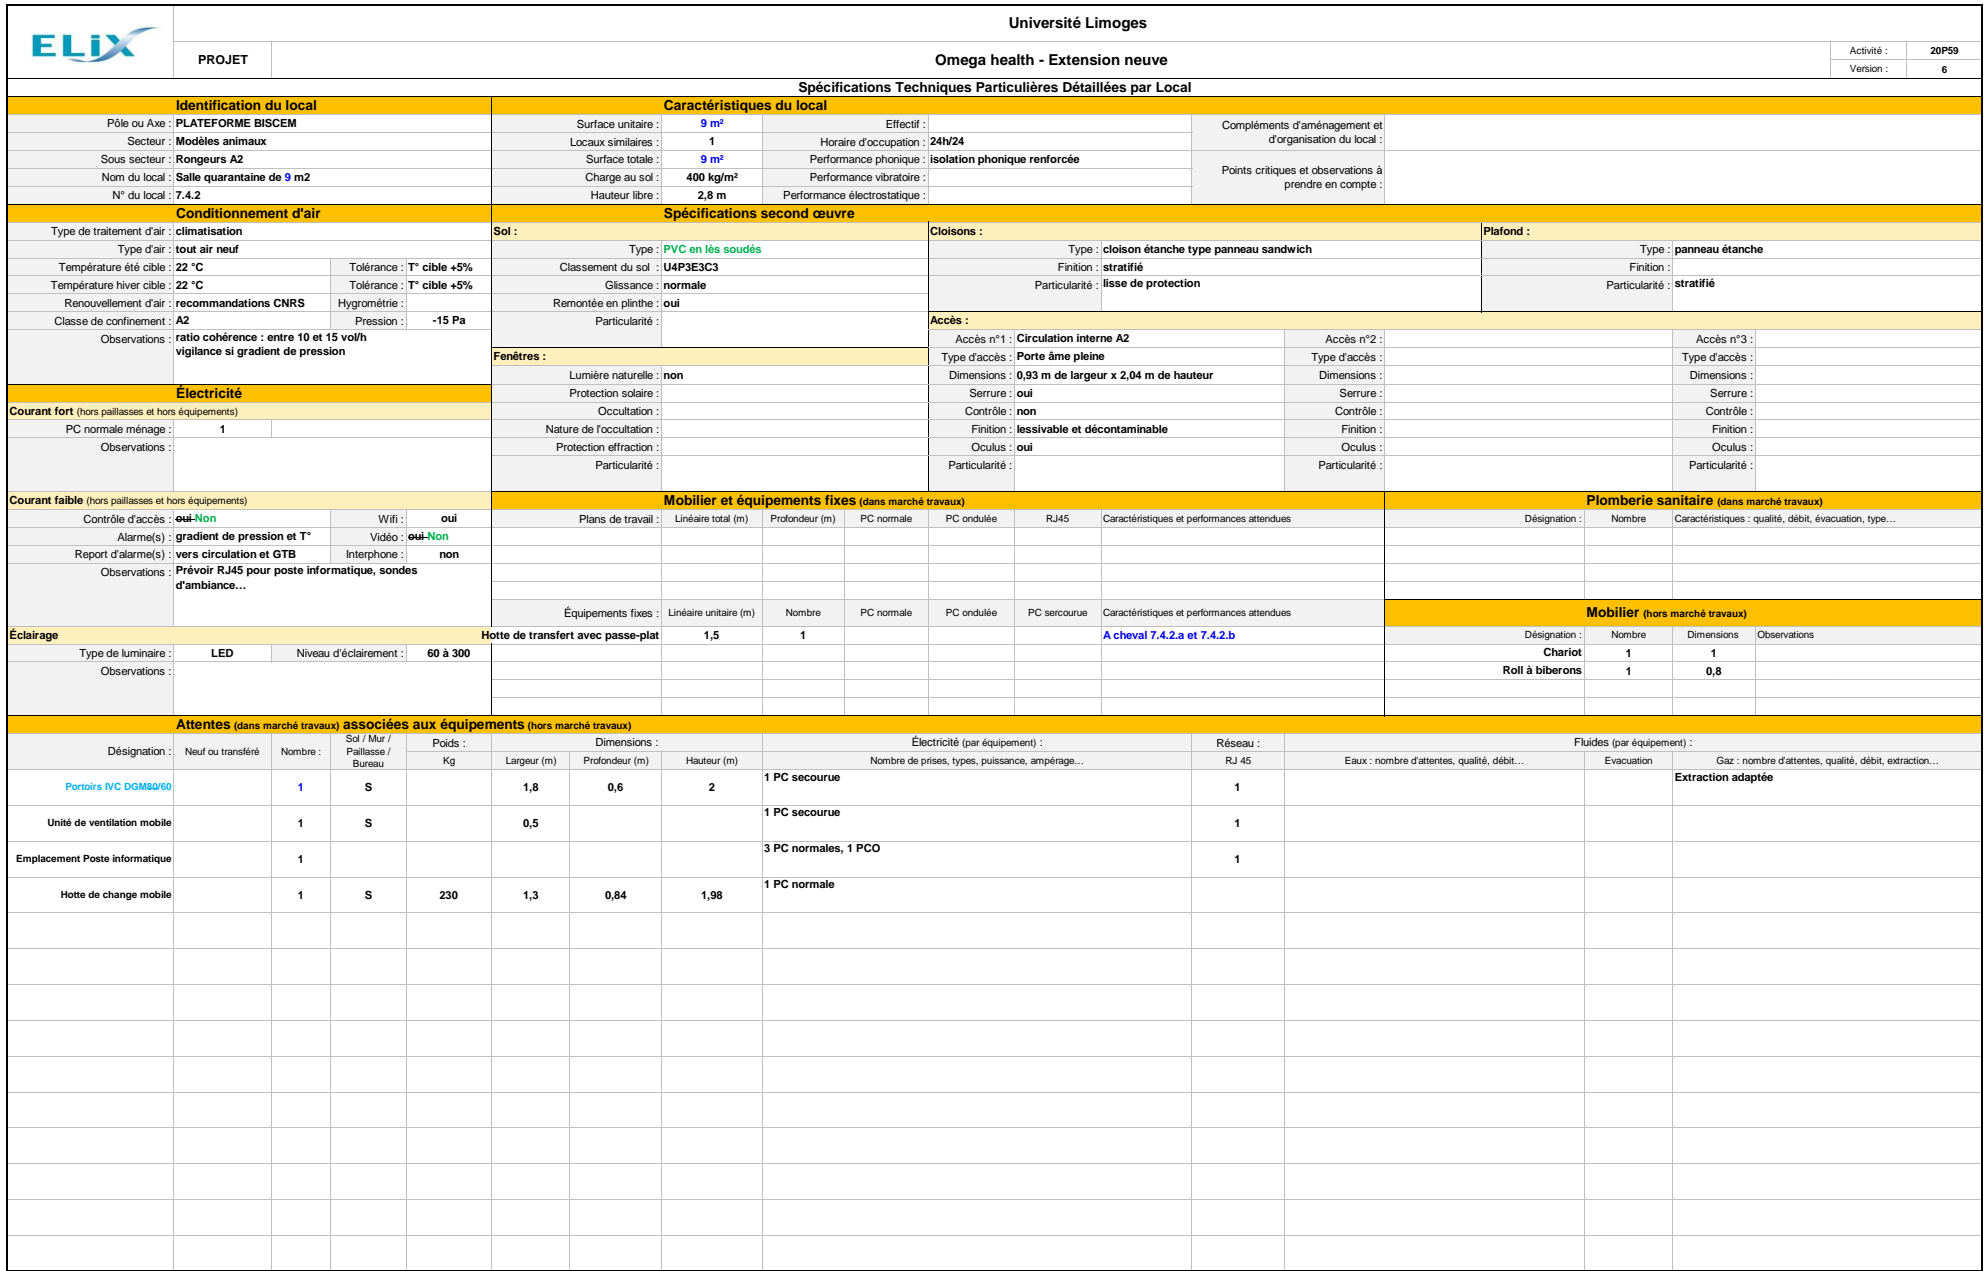 ELiX
Université Limoges
PROJET
Omega health - Extension neuve
Activité : 20P59
Version : 6
Spécifications Techniques Particulières Détaillées par Local
Identification du local
Pôle ou Axe : PLATEFORME BISCEM
Secteur : Modèles animaux
Sous secteur : Rongeurs A2
Nom du local : Salle quarantaine de 9 m2
N° du local : 7.4.2
Caractéristiques du local
Surface unitaire : 9 m²
Locaux similaires : 1
Surface totale : 9 m²
Charge au sol : 400 kg/m²
Hauteur libre : 2,8 m
Effectif :
Horaire d'occupation : 24h/24
Performance phonique : isolation phonique renforcée
Performance vibratoire :
Performance électrostatique :
Compléments d'aménagement et
d'organisation du local :
Points critiques et observations à
prendre en compte :
Conditionnement d'air
Type de traitement d'air : climatisation
Type d'air : tout air neuf
Température été cible : 22 °C Tolérance : T° cible +5%
Température hiver cible : 22 °C Tolérance : T° cible +5%
Renouvellement d'air : recommandations CNRS Hygrométrie :
Classe de confinement : A2 Pression : -15 Pa
Observations : ratio cohérence : entre 10 et 15 vol/h
vigilance si gradient de pression
Spécifications second œuvre
Sol :
Type : PVC en lès soudés
Classement du sol : U4P3E3C3
Glissance : normale
Remontée en plinthe : oui
Particularité :
Cloisons :
Type : cloison étanche type panneau sandwich
Finition : stratifié
Particularité : lisse de protection
Plafond :
Type : panneau étanche
Finition :
Particularité : stratifié
Fenêtres :
Lumière naturelle : non
Protection solaire :
Occultation :
Nature de l'occultation :
Protection effraction :
Particularité :
Accès :
Accès n°1 : Circulation interne A2 Accès n°2 : Accès n°3 :
Type d'accès : Porte âme pleine Type d'accès : Type d'accès :
Dimensions : 0,93 m de largeur x 2,04 m de hauteur Dimensions : Dimensions :
Serrure : oui Serrure : Serrure :
Contrôle : non Contrôle : Contrôle :
Finition : lessivable et décontaminable Finition : Finition :
Oculus : oui Oculus : Oculus :
Particularité : Particularité : Particularité :
Électricité
Courant fort (hors paillasses et hors équipements)
PC normale ménage : 1
Observations :
Courant faible (hors paillasses et hors équipements)
Contrôle d'accès : oui Non Wifi : oui
Alarme(s) : gradient de pression et T° Vidéo : oui Non
Report d'alarme(s) : vers circulation et GTB Interphone : non
Observations : Prévoir RJ45 pour poste informatique, sondes
d'ambiance…
Éclairage
Type de luminaire : LED Niveau d'éclairement : 60 à 300
Observations :
Mobilier et équipements fixes (dans marché travaux)
Plans de travail : Linéaire total (m) Profondeur (m) PC normale PC ondulée RJ45 Caractéristiques et performances attendues
Équipements fixes : Linéaire unitaire (m) Nombre PC normale PC ondulée PC sercourue Caractéristiques et performances attendues
Hotte de transfert avec passe-plat 1,5 1 A cheval 7.4.2.a et 7.4.2.b
Plomberie sanitaire (dans marché travaux)
Désignation : Nombre Caractéristiques : qualité, débit, évacuation, type…
Mobilier (hors marché travaux)
Désignation : Nombre Dimensions Observations
Chariot 1 1
Roll à biberons 1 0,8
Attentes (dans marché travaux) associées aux équipements (hors marché travaux)
Désignation : Neuf ou transféré Nombre : Sol / Mur /
Paillasse /
Bureau
Poids : Dimensions : Électricité (par équipement) : Réseau : Fluides (par équipement) :
Kg Largeur (m) Profondeur (m) Hauteur (m) Nombre de prises, types, puissance, ampérage… RJ 45 Eaux : nombre d'attentes, qualité, débit… Evacuation Gaz : nombre d'attentes, qualité, débit, extraction…
Portoirs IVC DGM80/60 1 S 1,8 0,6 2 1 PC secourue 1 Extraction adaptée
Unité de ventilation mobile 1 S 0,5 1 PC secourue 1
Emplacement Poste informatique 1 3 PC normales, 1 PCO 1
Hotte de change mobile 1 S 230 1,3 0,84 1,98 1 PC normale